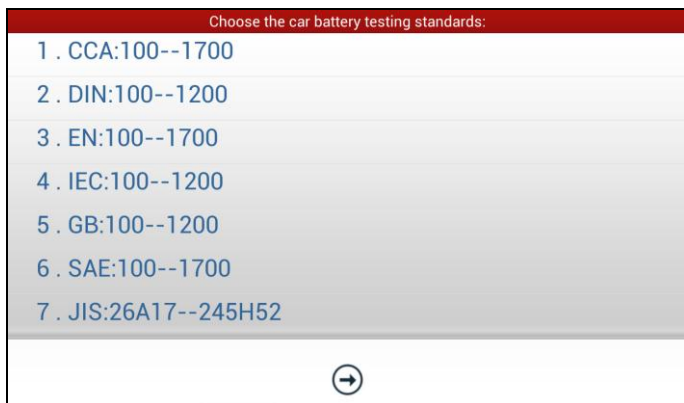 Choose the car battery testing standards:
1 . CCA:100--1700
2 . DIN:100--1200
3 . EN:100--1700
4 . IEC:100--1200
5 . GB:100--1200
6 . SAE:100--1700
7 . JIS:26A17--245H52